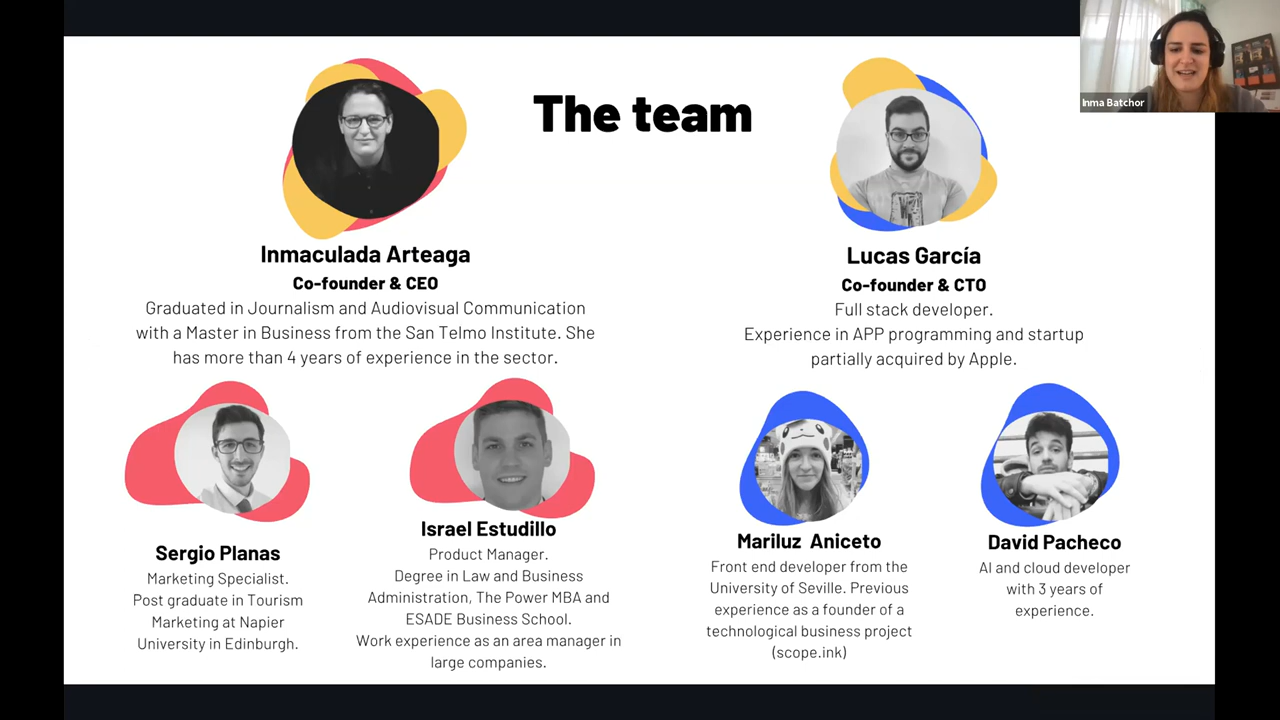 The team
Inma Batchor
Inmaculada Arteaga
Co-founder & CEO
Graduated in Journalism and Audiovisual Communication
with a Master in Business from the San Telmo Institute. She
has more than 4 years of experience in the sector.
Lucas García
Co-founder & CTO
Full stack developer.
Experience in APP programming and startup
partially acquired by Apple.
Sergio Planas
Marketing Specialist.
Post graduate in Tourism
Marketing at Napier
University in Edinburgh.
Israel Estudillo
Product Manager.
Degree in Law and Business
Administration, The Power MBA and
ESADE Business School.
Work experience as an area manager in
large companies.
Mariluz Aniceto
Front end developer from the
University of Seville. Previous
experience as a founder of a
technological business project
(scope.ink)
David Pacheco
AI and cloud developer
with 3 years of
experience.